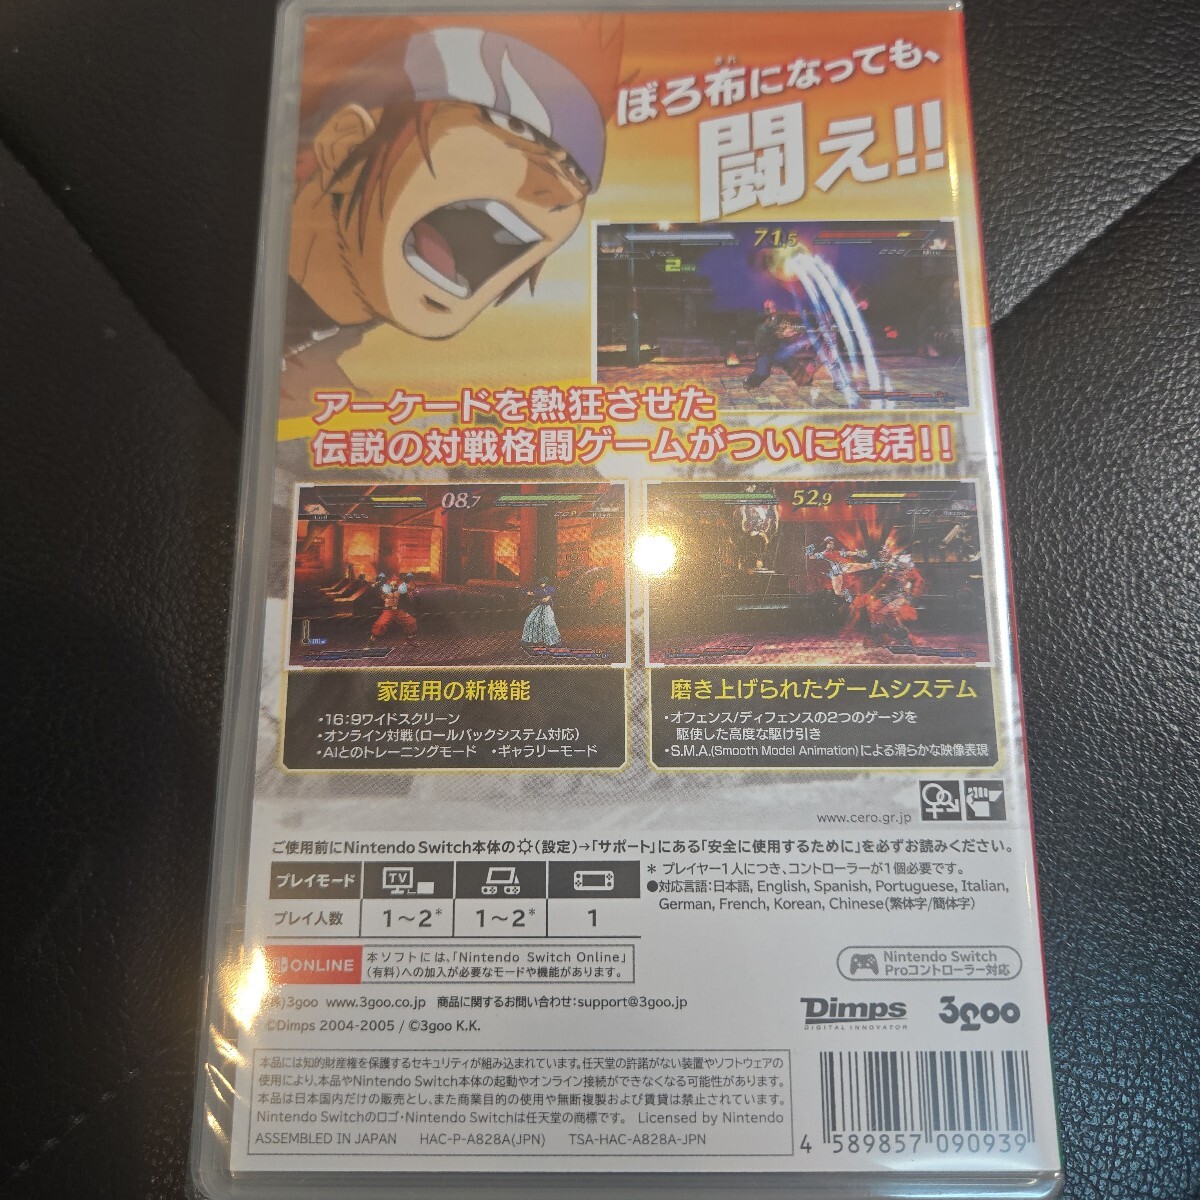 ぼろ布になっても、
きれ
闘え!!
71.5
2
アーケードを熱狂させた
伝説の対戦格闘ゲームがついに復活!!
08.7
52.9
家庭用の新機能
・16:9ワイドスクリーン
・オンライン対戦(ロールバックシステム対応)
・AIとのトレーニングモード ・ギャラリーモード
磨き上げられたゲームシステム
・オフェンス/ディフェンスの2つのゲージを
駆使した高度な駆け引き
・S.M.A.(Smooth Model Animation)による滑らかな映像表現
www.cero.gr.jp
ご使用前にNintendo Switch本体の(設定)→「サポート」にある「安全に使用するために」を必ずお読みください。
プレイモード TV
プレイ人数 1～2* 1～2* 1
* プレイヤー1人につき、コントローラーが1個必要です。
●対応言語:日本語, English, Spanish, Portuguese, Italian,
German, French, Korean, Chinese(繁体字/簡体字)
ONLINE
本ソフトには、「Nintendo Switch Online」
(有料)への加入が必要なモードや機能があります。
Nintendo Switch
Proコントローラー対応
(株)3goo www.3goo.co.jp 商品に関するお問い合わせ:support@3goo.jp
©Dimps 2004-2005 / ©3goo K.K.
Dimps
DIGITAL INNOVATOR
3goo
本品には知的財産権を保護するセキュリティが組み込まれています。任天堂の許諾がない装置やソフトウェアの
使用により、本品やNintendo Switch本体の起動やオンライン接続ができなくなる可能性があります。
本品は日本国内だけの販売とし、また商業目的の使用や無断複製および賃貸は禁止されています。
Nintendo Switchのロゴ・Nintendo Switchは任天堂の商標です。 Licensed by Nintendo
ASSEMBLED IN JAPAN HAC-P-A828A(JPN) TSA-HAC-A828A-JPN
4 589857 090939